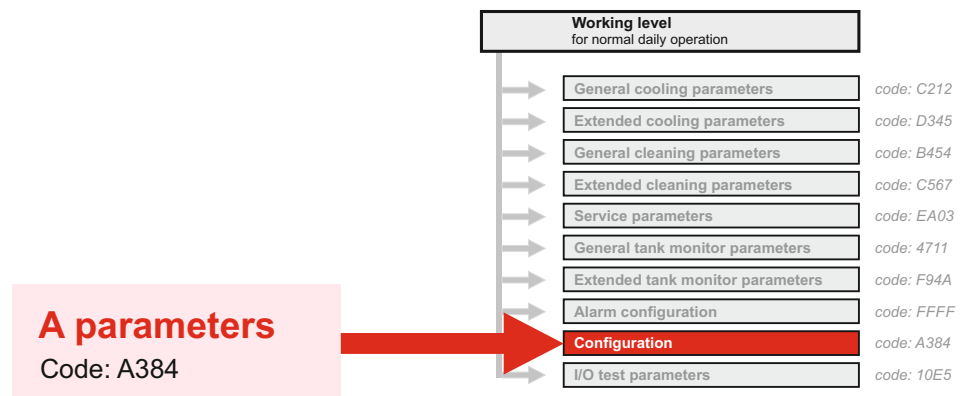 Working level
for normal daily operation
General cooling parameters code: C212
Extended cooling parameters code: D345
General cleaning parameters code: B454
Extended cleaning parameters code: C567
Service parameters code: EA03
General tank monitor parameters code: 4711
Extended tank monitor parameters code: F94A
Alarm configuration code: FFFF
A parameters
Code: A384
Configuration code: A384
I/O test parameters code: 10E5